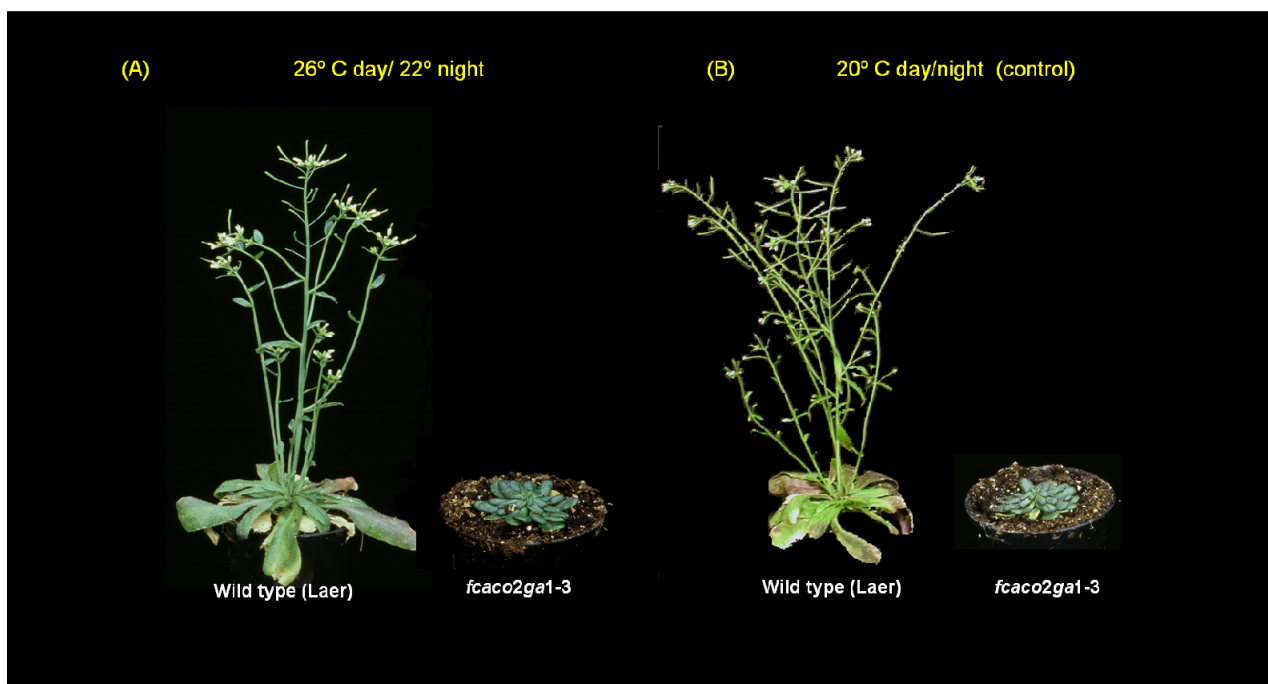 (A) 26º C day/ 22º night
(B) 20º C day/night (control)
Wild type (Laer)
fcaco2ga1-3
Wild type (Laer)
fcaco2ga1-3